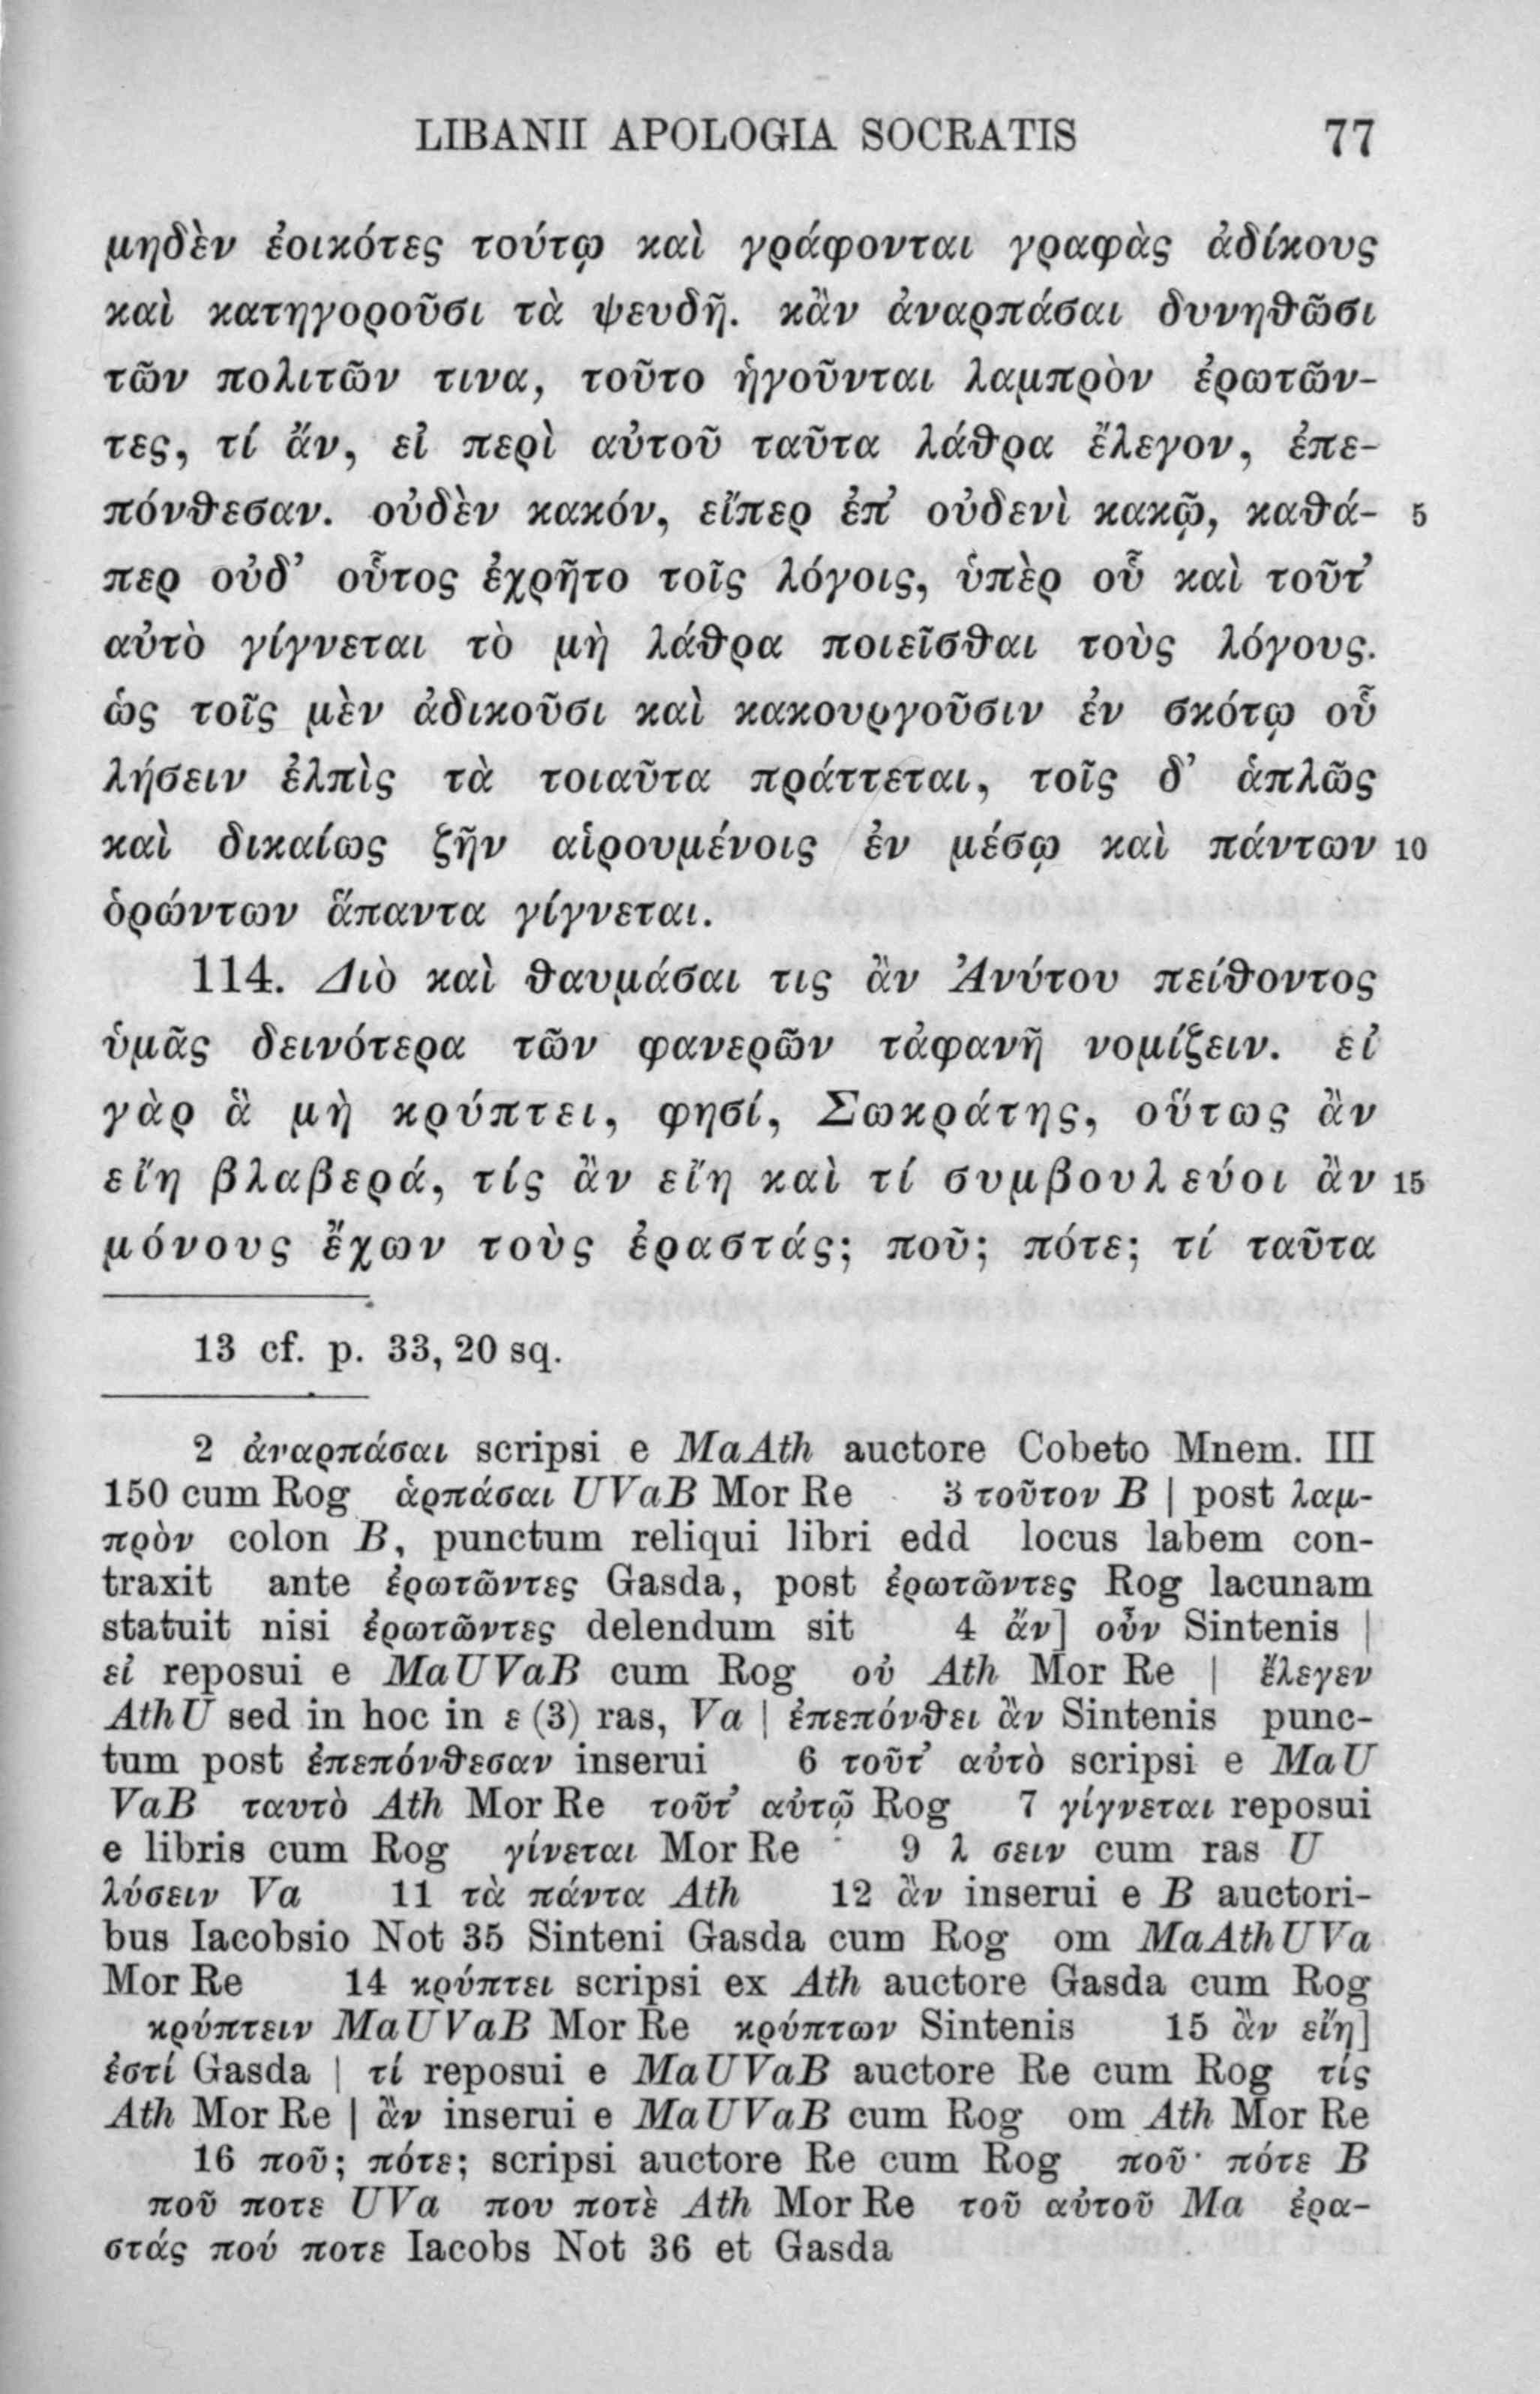 LIBANII APOLOGIA SOCRATIS 77
μηδὲν ἐοικότες τούτῳ καὶ γράφονται γραφὰς ἀδίκους
καὶ κατηγοροῦσι τὰ ψευδῆ. κἂν ἀναρπάσαι δυνηθῶσι
τῶν πολιτῶν τινα, τοῦτο ἡγοῦνται λαμπρὸν ἐρωτῶν-
τες, τί ἄν, εἰ περὶ αὐτοῦ ταῦτα λάθρα ἔλεγον, ἐπε-
πόνθεσαν. οὐδὲν κακόν, εἴπερ ἐπ’ οὐδενὶ κακῷ, καθά- 5
περ οὐδ’ οὗτος ἐχρῆτο τοῖς λόγοις, ὑπὲρ οὗ καὶ τοῦτ’
αὐτὸ γίγνεται τὸ μὴ λάθρα ποιεῖσθαι τοὺς λόγους.
ὡς τοῖς μὲν ἀδικοῦσι καὶ κακουργοῦσιν ἐν σκότῳ οὗ
λήσειν ἐλπὶς τὰ τοιαῦτα πράττεται, τοῖς δ’ ἁπλῶς
καὶ δικαίως ζῆν αἱρουμένοις ἐν μέσῳ καὶ πάντων 10
ὁρώντων ἅπαντα γίγνεται.
114. Διὸ καὶ θαυμάσαι τις ἂν Ἀνύτου πείθοντος
ὑμᾶς δεινότερα τῶν φανερῶν τἀφανῆ νομίζειν. εἰ
γὰρ ἃ μὴ κρύπτει, φησί, Σωκράτης, οὕτως ἂν
εἴη βλαβερά, τίς ἂν εἴη καὶ τί συμβουλεύοι ἂν 15
μόνους ἔχων τοὺς ἐραστάς; ποῦ; πότε; τί ταῦτα
13 cf. p. 33, 20 sq.
2 ἀναρπάσαι scripsi e MaAth auctore Cobeto Mnem. III
150 cum Rog ἁρπάσαι UVaB Mor Re 3 τοῦτον B | post λαμ-
πρὸν colon B, punctum reliqui libri edd locus labem con-
traxit ante ἐρωτῶντες Gasda, post ἐρωτῶντες Rog lacunam
statuit nisi ἐρωτῶντες delendum sit 4 ἄν] οὖν Sintenis |
εἰ reposui e MaUVaB cum Rog οὐ Ath Mor Re | ἔλεγεν
AthU sed in hoc in ε (3) ras, Va | ἐπεπόνθει ἂν Sintenis punc-
tum post ἐπεπόνθεσαν inserui 6 τοῦτ’ αὐτὸ scripsi e MaU
VaB ταυτὸ Ath Mor Re τοῦτ’ αὐτῷ Rog 7 γίγνεται reposui
e libris cum Rog γίνεται Mor Re 9 λ σειν cum ras U
λύσειν Va 11 τὰ πάντα Ath 12 ἂν inserui e B auctori-
bus Iacobsio Not 35 Sinteni Gasda cum Rog om MaAthUVa
Mor Re 14 κρύπτει scripsi ex Ath auctore Gasda cum Rog
κρύπτειν MaUVaB Mor Re κρύπτων Sintenis 15 ἂν εἴη]
ἐστί Gasda | τί reposui e MaUVaB auctore Re cum Rog τίς
Ath Mor Re | ἂν inserui e MaUVaB cum Rog om Ath Mor Re
16 ποῦ; πότε; scripsi auctore Re cum Rog ποῦ· πότε B
ποῦ ποτε UVa που ποτὲ Ath Mor Re τοῦ αὐτοῦ Ma ἐρα-
στάς πού ποτε Iacobs Not 36 et Gasda